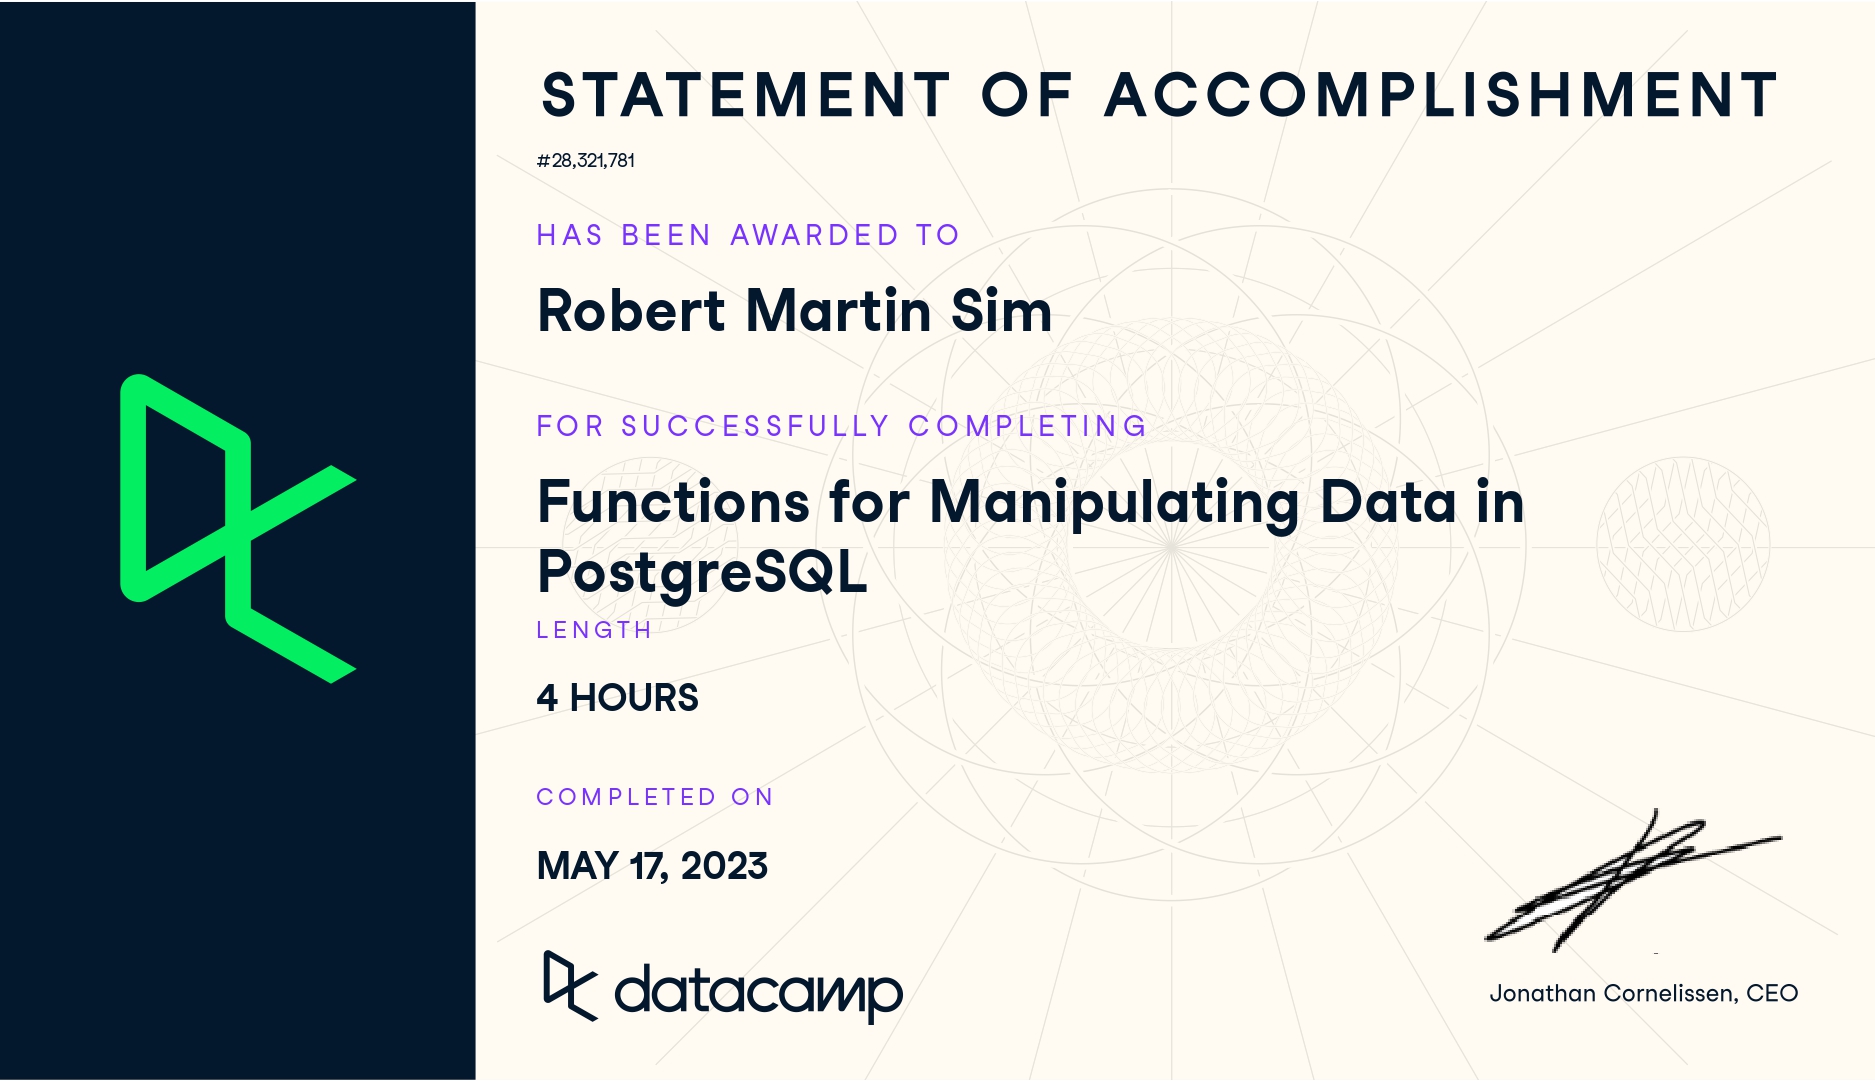 STATEMENT OF ACCOMPLISHMENT
#28,321,781
HAS BEEN AWARDED TO
Robert Martin Sim
FOR SUCCESSFULLY COMPLETING
Functions for Manipulating Data in
PostgreSQL
LENGTH
4 HOURS
COMPLETED ON
MAY 17, 2023
datacamp
Jonathan Cornelissen, CEO